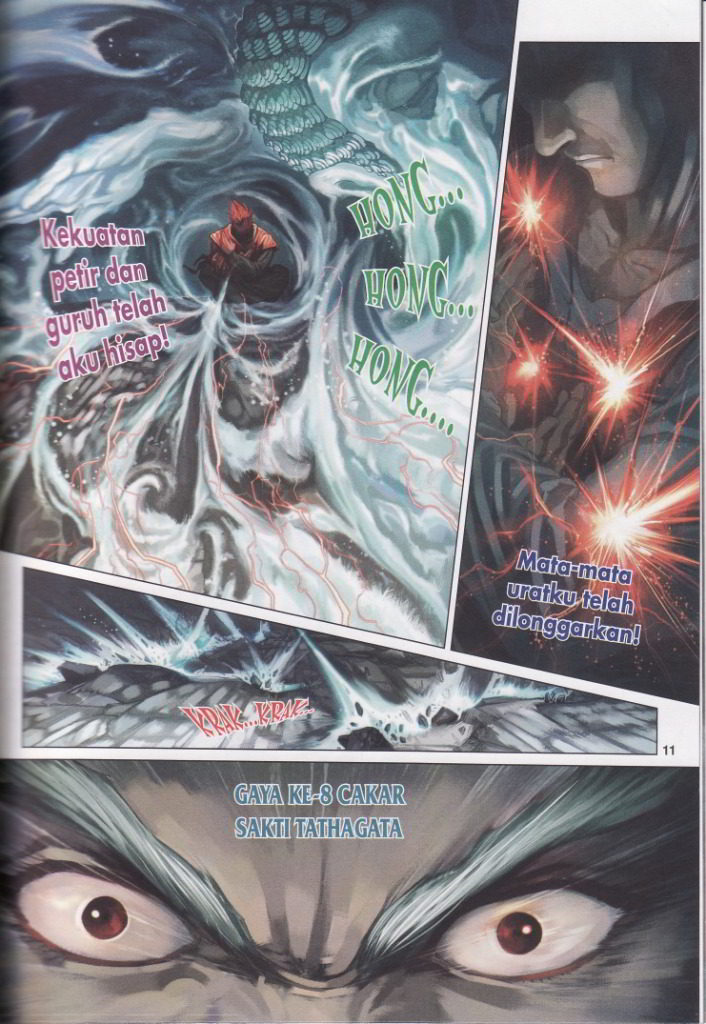 Kekuatan
petir dan
guruh telah
aku hisap!
HONG...
HONG...
HONG....
Mata-mata
uratku telah
dilonggarkan!
KRAK...KRAK...
11
GAYA KE-8 CAKAR
SAKTI TATHAGATA